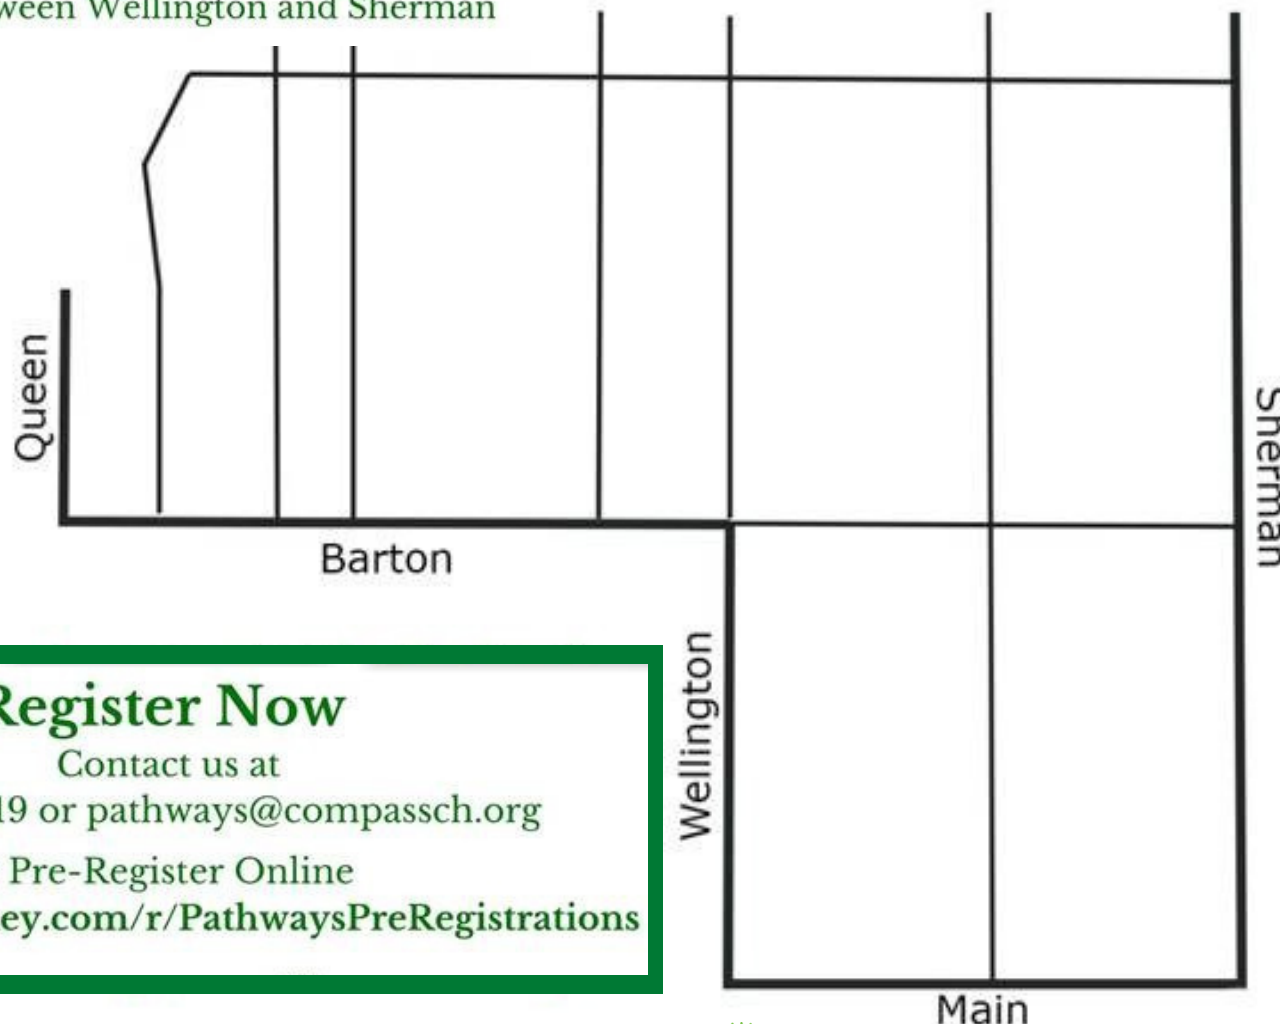 ween Wellington and Sherman
Queen
Sherman
Barton
Wellington
Register Now
Contact us at
19 or pathways@compassch.org
Pre-Register Online
ey.com/r/PathwaysPreRegistrations
Main